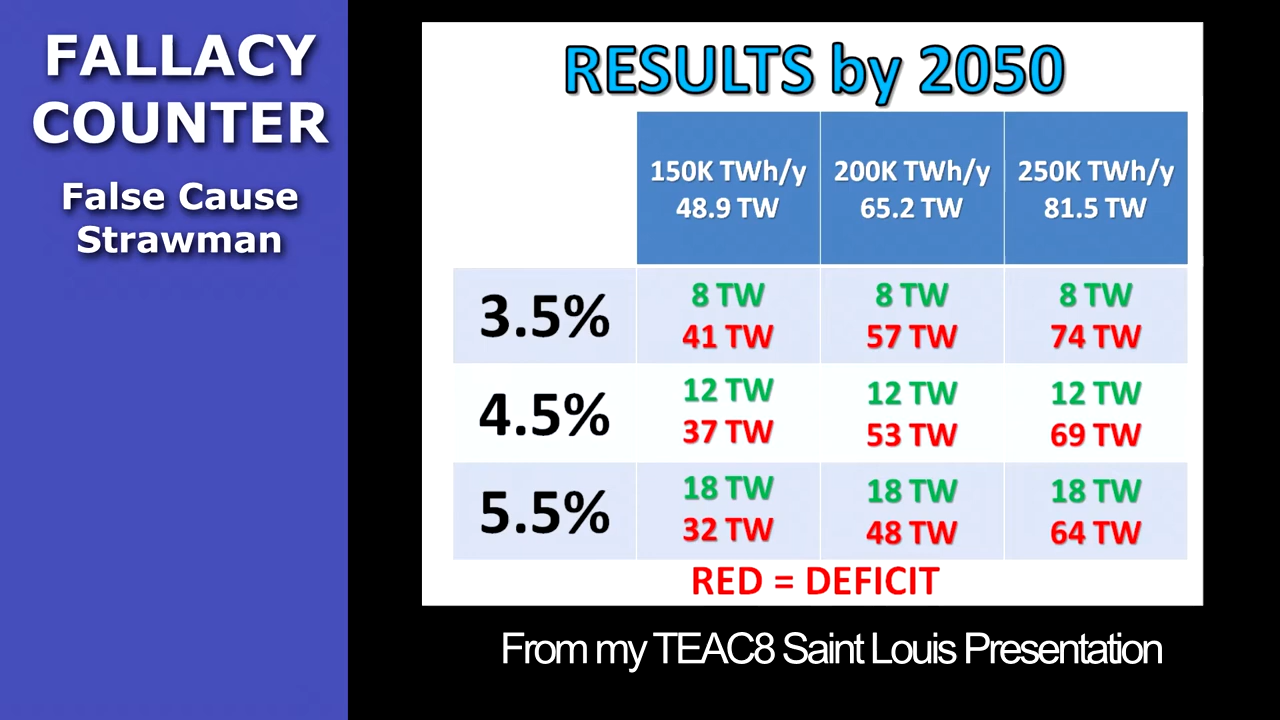 FALLACY
COUNTER
False Cause
Strawman
RESULTS by 2050
150K TWh/y 200K TWh/y 250K TWh/y
48.9 TW 65.2 TW 81.5 TW
3.5%
8 TW 8 TW 8 TW
41 TW 57 TW 74 TW
4.5%
12 TW 12 TW 12 TW
37 TW 53 TW 69 TW
5.5%
18 TW 18 TW 18 TW
32 TW 48 TW 64 TW
RED = DEFICIT
From my TEAC8 Saint Louis Presentation